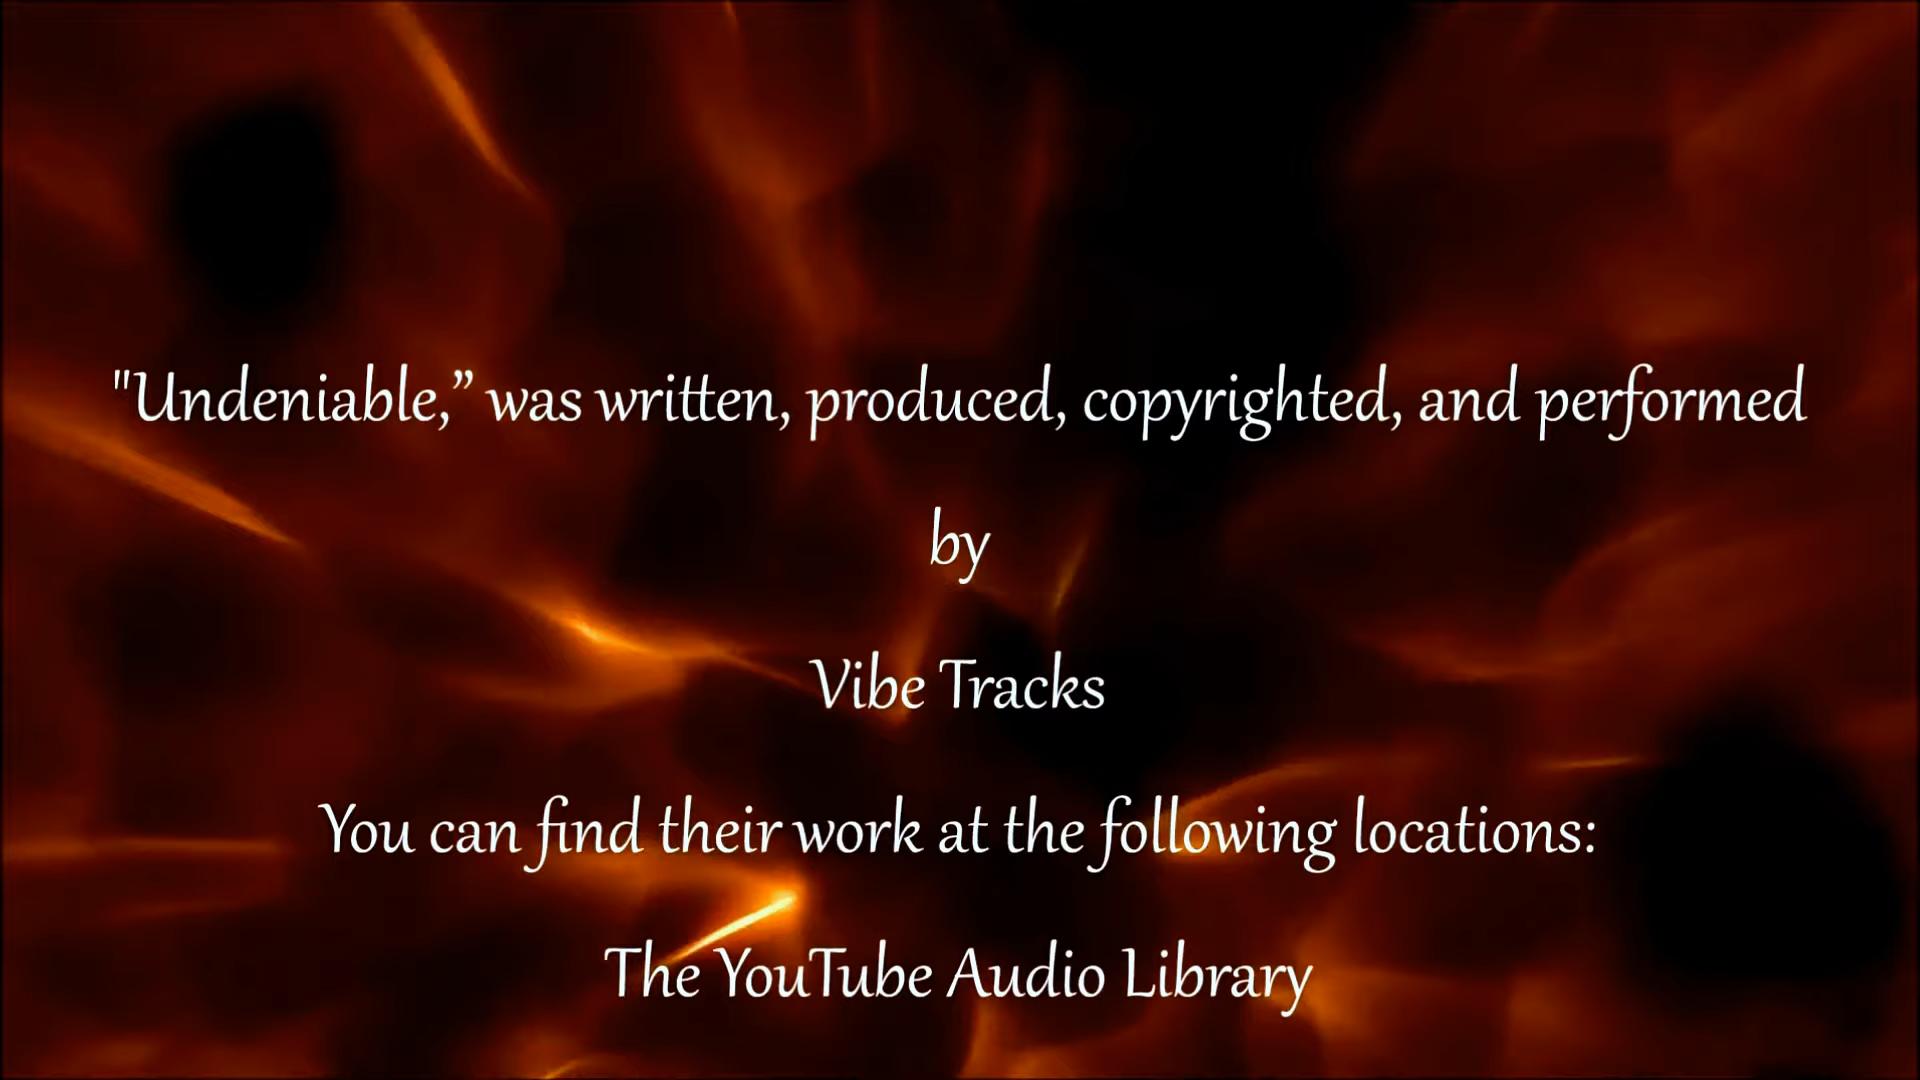 "Undeniable,” was written, produced, copyrighted, and performed
by
Vibe Tracks
You can find their work at the following locations:
The YouTube Audio Library